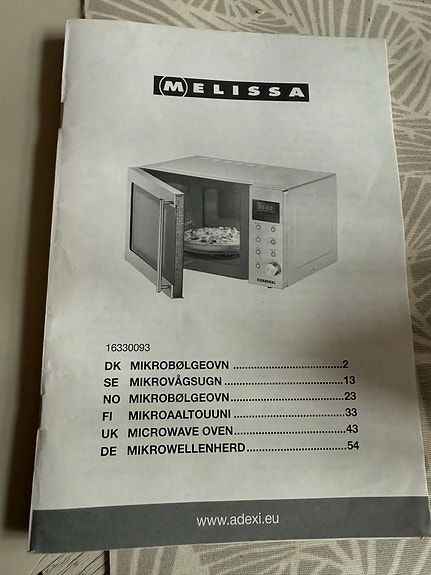 MELISSA
MELISSA
16330093
DK MIKROBØLGEOVN ..................................2
SE MIKROVÅGSUGN ....................................13
NO MIKROBØLGEOVN..................................23
FI MIKROAALTOUUNI ..................................33
UK MICROWAVE OVEN..................................43
DE MIKROWELLENHERD...............................54
www.adexi.eu